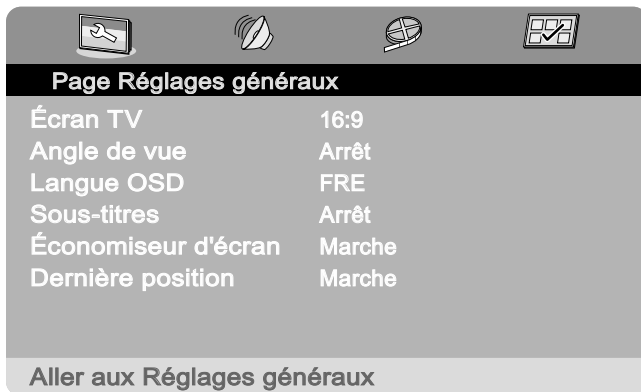 Page Réglages généraux
Écran TV 16:9
Angle de vue Arrêt
Langue OSD FRE
Sous-titres Arrêt
Économiseur d'écran Marche
Dernière position Marche
Aller aux Réglages généraux